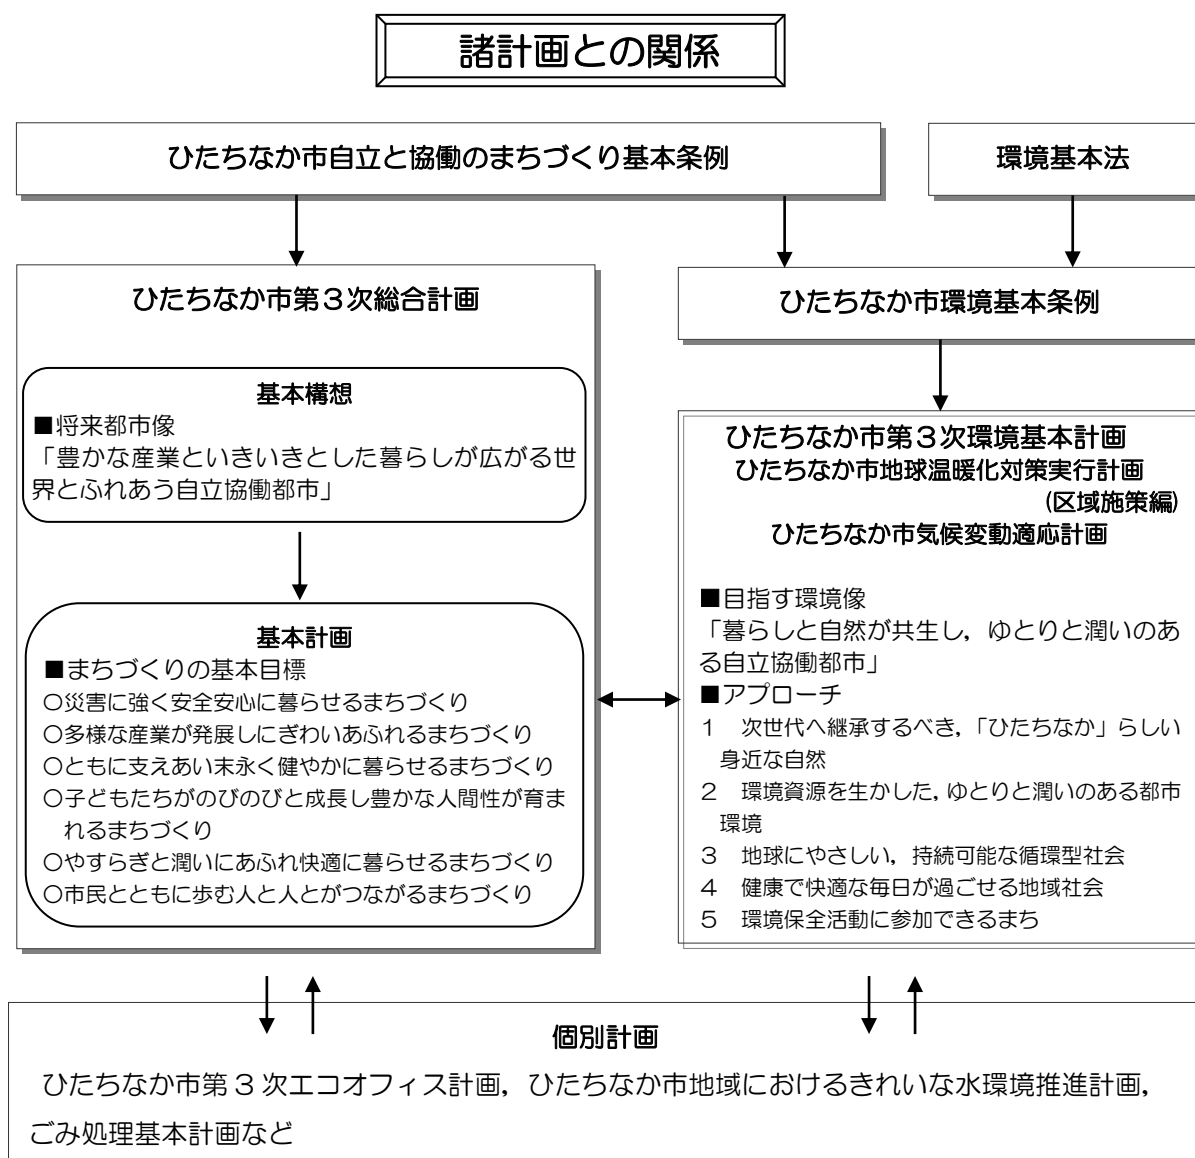 諸計画との関係
ひたちなか市自立と協働のまちづくり基本条例
環境基本法
ひたちなか市第３次総合計画
基本構想
■将来都市像
「豊かな産業といきいきとした暮らしが広がる世
界とふれあう自立協働都市」
基本計画
■まちづくりの基本目標
○災害に強く安全安心に暮らせるまちづくり
○多様な産業が発展しにぎわいあふれるまちづくり
○ともに支えあい末永く健やかに暮らせるまちづくり
○子どもたちがのびのびと成長し豊かな人間性が育ま
れるまちづくり
○やすらぎと潤いにあふれ快適に暮らせるまちづくり
○市民とともに歩む人と人とがつながるまちづくり
ひたちなか市環境基本条例
ひたちなか市第３次環境基本計画
ひたちなか市地球温暖化対策実行計画
(区域施策編)
ひたちなか市気候変動適応計画
■目指す環境像
「暮らしと自然が共生し，ゆとりと潤いのあ
る自立協働都市」
■アプローチ
１　次世代へ継承するべき，「ひたちなか」らしい
身近な自然
２　環境資源を生かした，ゆとりと潤いのある都市
環境
３　地球にやさしい，持続可能な循環型社会
４　健康で快適な毎日が過ごせる地域社会
５　環境保全活動に参加できるまち
個別計画
ひたちなか市第３次エコオフィス計画，ひたちなか市地域におけるきれいな水環境推進計画，
ごみ処理基本計画など